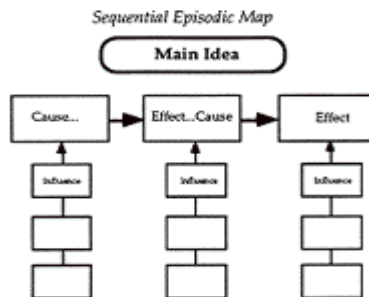 Sequential Episodic Map
Main Idea
Cause...
Effect...Cause
Effect
Influence
Influence
Influence